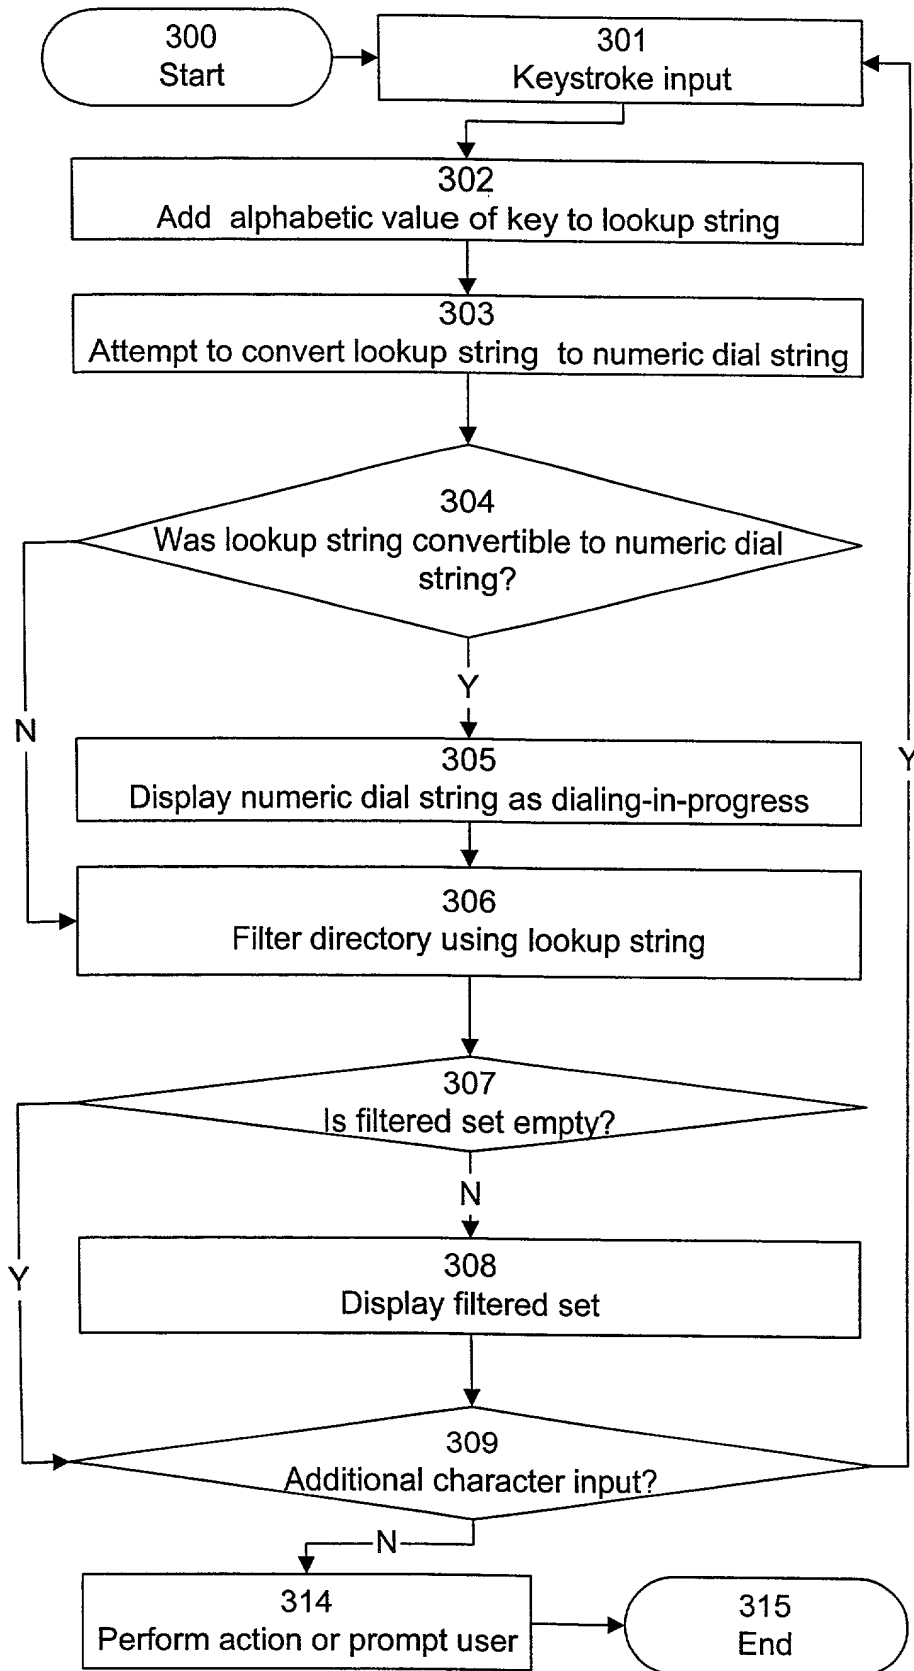 300
Start
301
Keystroke input
302
Add alphabetic value of key to lookup string
303
Attempt to convert lookup string to numeric dial string
304
Was lookup string convertible to numeric dial
string?
Y
N
305
Display numeric dial string as dialing-in-progress
Y
306
Filter directory using lookup string
307
Is filtered set empty?
N
Y
308
Display filtered set
309
Additional character input?
N
314
Perform action or prompt user
315
End